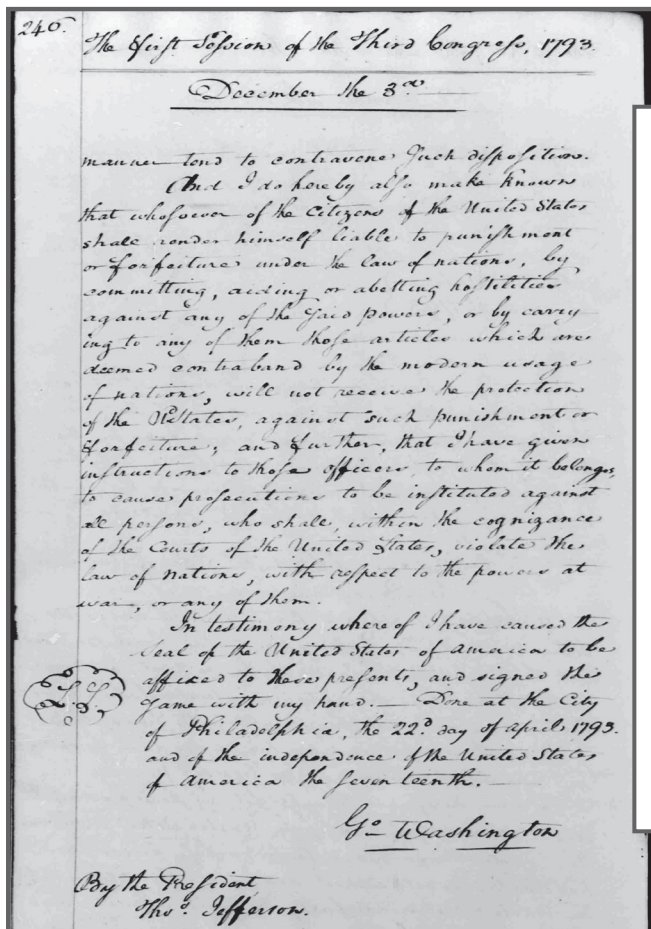 246.
The first Session of the Third Congress, 1793.
December the 3d
manner tend to contravene such disposition.
And I do hereby also make known
that whosoever of the Citizens of the United States
shall render himself liable to punishment
or forfeiture under the law of nations, by
committing, aiding or abetting hostilities
against any of the said powers, or by carry
ing to any of them those articles which are
deemed contraband by the modern usage
of nations, will not receive the protection
of the UStates, against such punishment or
forfeiture; and further, that I have given
instructions to those officers, to whom it belongs,
to cause prosecutions to be instituted against
all persons, who shall, within the cognizance
of the Courts of the United States, violate the
law of Nations, with respect to the powers at
war, or any of them.
In testimony whereof I have caused the
Seal of the United States of America to be
affixed to these presents, and signed the
same with my hand. — Done at the City
of Philadelphia, the 22d day of april 1793.
and of the independence of the United States
of America the seventeenth. —
Go Washington
By the President
Thos. Jefferson.